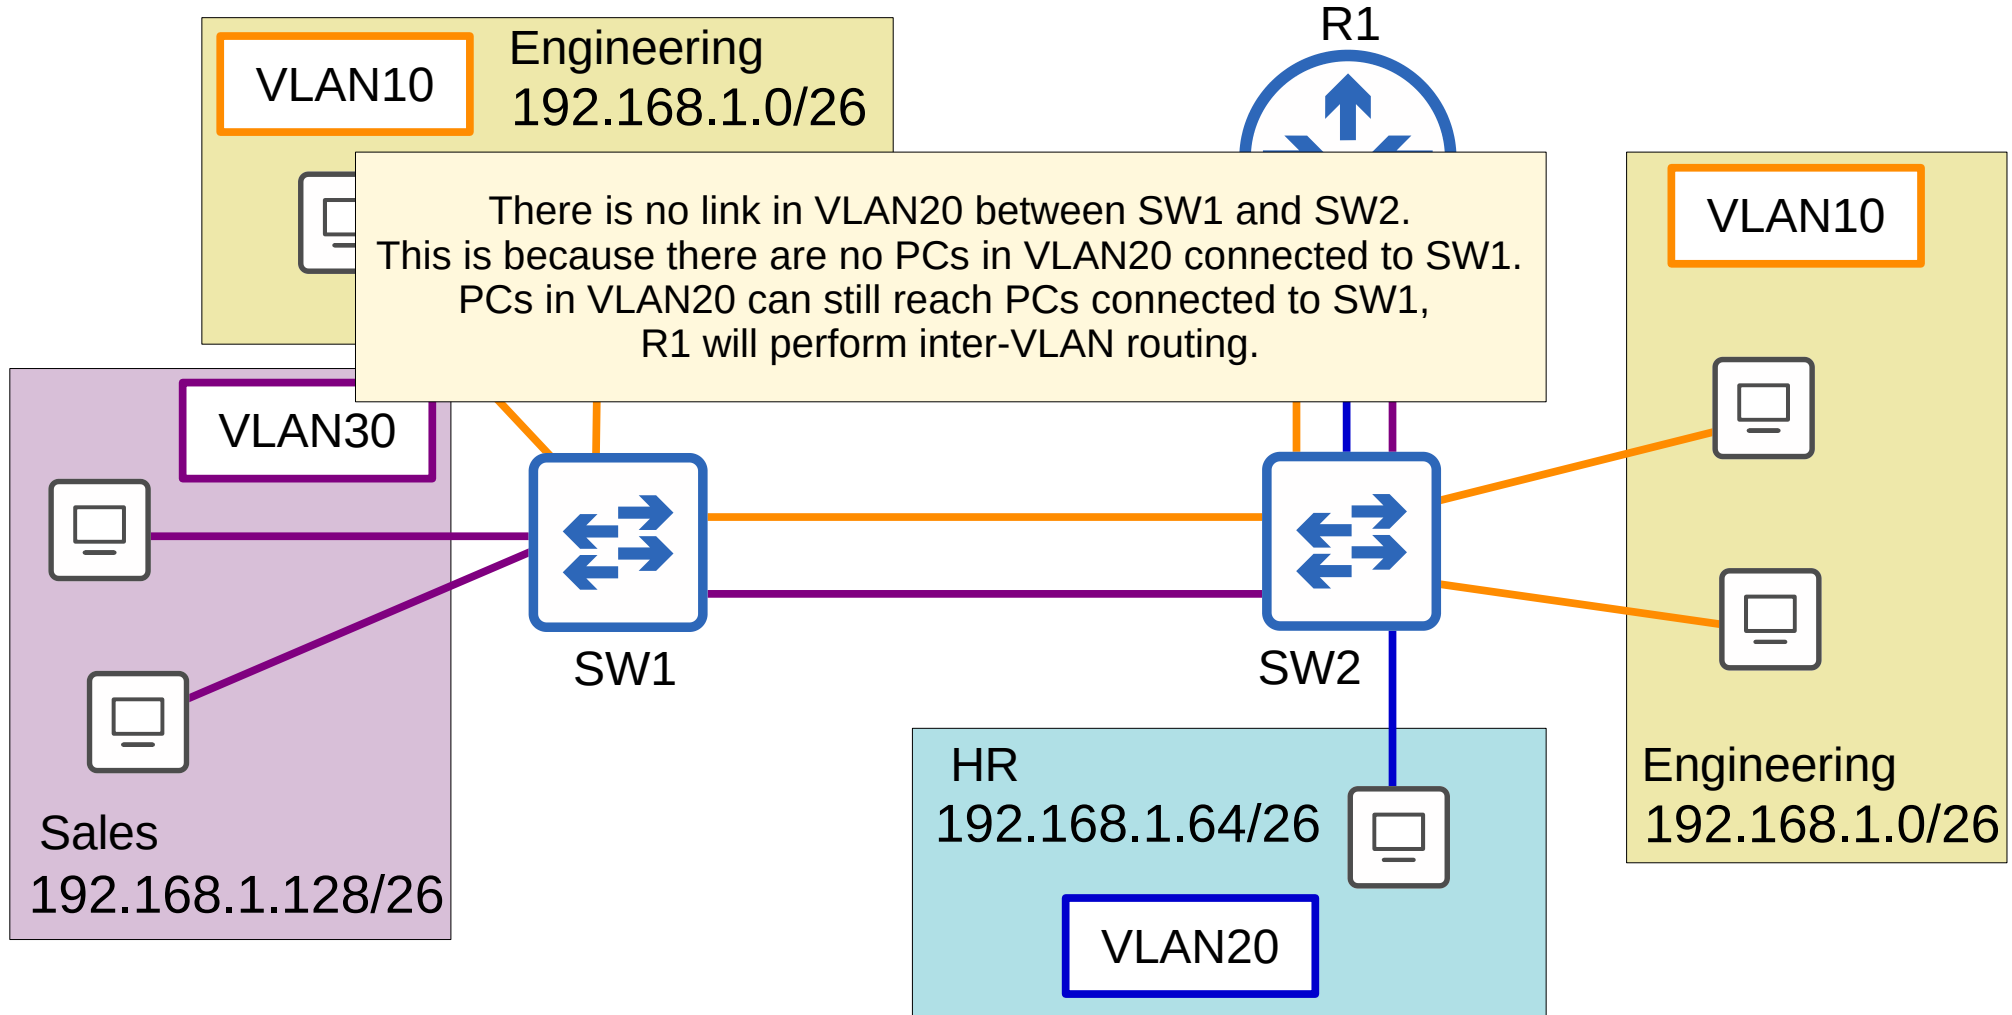 R1
VLAN10
Engineering
192.168.1.0/26
There is no link in VLAN20 between SW1 and SW2.
This is because there are no PCs in VLAN20 connected to SW1.
PCs in VLAN20 can still reach PCs connected to SW1,
R1 will perform inter-VLAN routing.
VLAN10
VLAN30
SW1
SW2
Sales
192.168.1.128/26
HR
192.168.1.64/26
VLAN20
Engineering
192.168.1.0/26